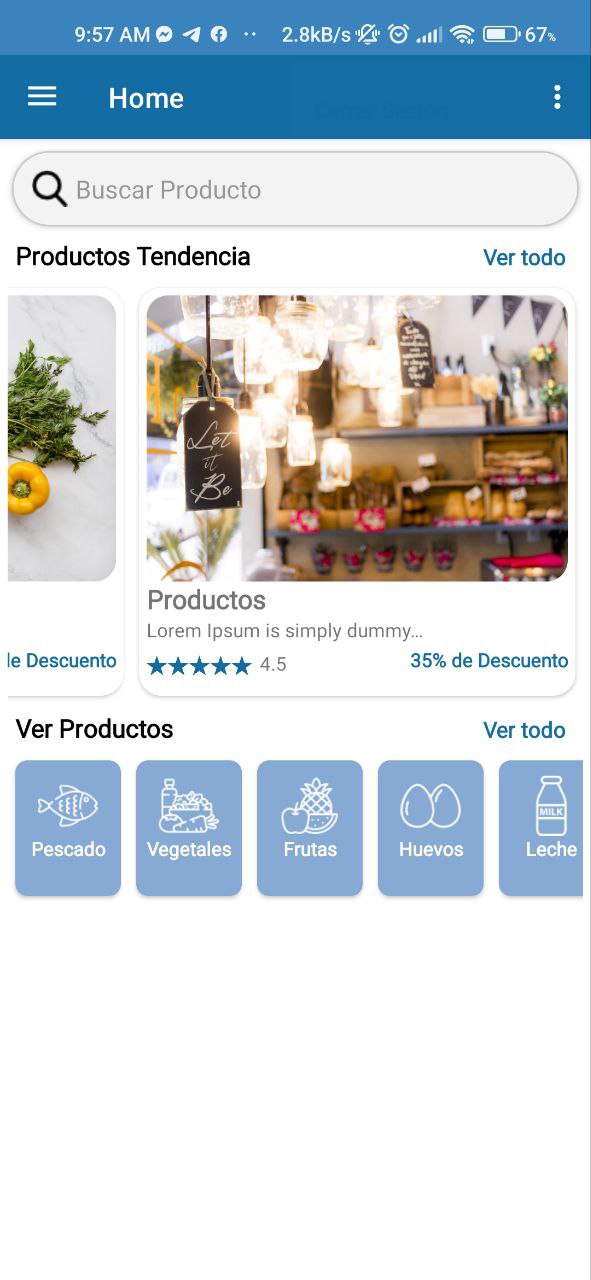 9:57 AM 2.8kB/s 67%
Home
Buscar Producto
Productos Tendencia Ver todo
Let
it
Be
Productos
Lorem Ipsum is simply dummy...
le Descuento
4.5 35% de Descuento
Ver Productos Ver todo
Pescado Vegetales Frutas Huevos MILK Leche